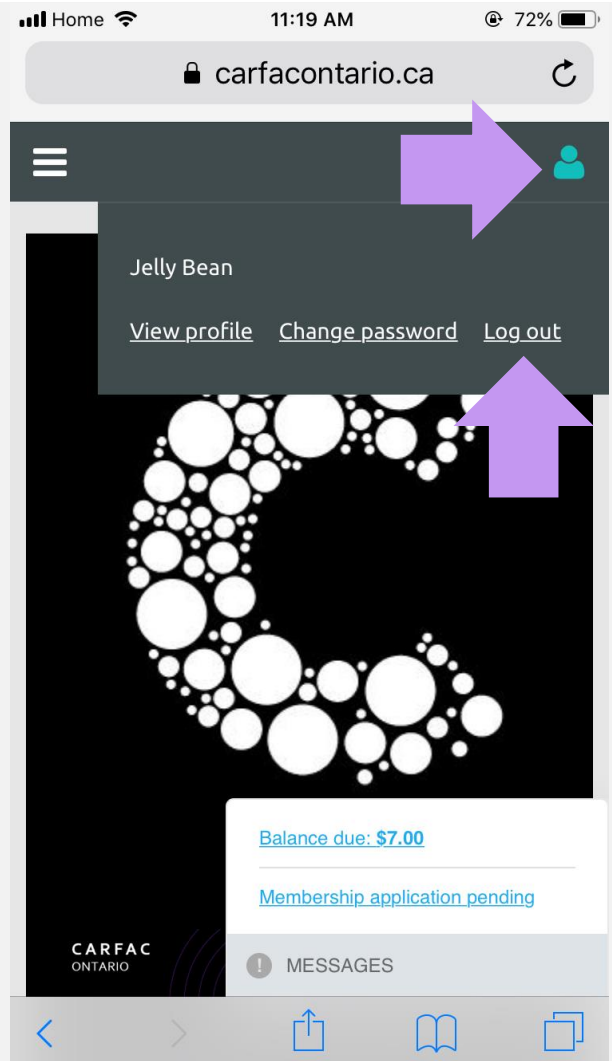 Home 11:19 AM 72%
carfacontario.ca
Jelly Bean
View profile Change password Log out
Balance due: $7.00
Membership application pending
CARFAC
ONTARIO
! MESSAGES